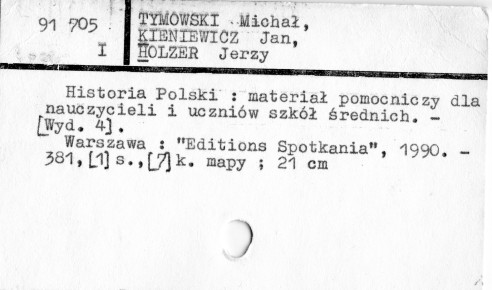 91 705
I
TYMOWSKI Michał,
KIENIEWICZ Jan,
HOLZER Jerzy
Historia Polski : materiał pomocniczy dla
nauczycieli i uczniów szkół średnich. -
[Wyd. 4].
Warszawa : "Editions Spotkania", 1990. -
381,[1] s.,[7] k. mapy ; 21 cm